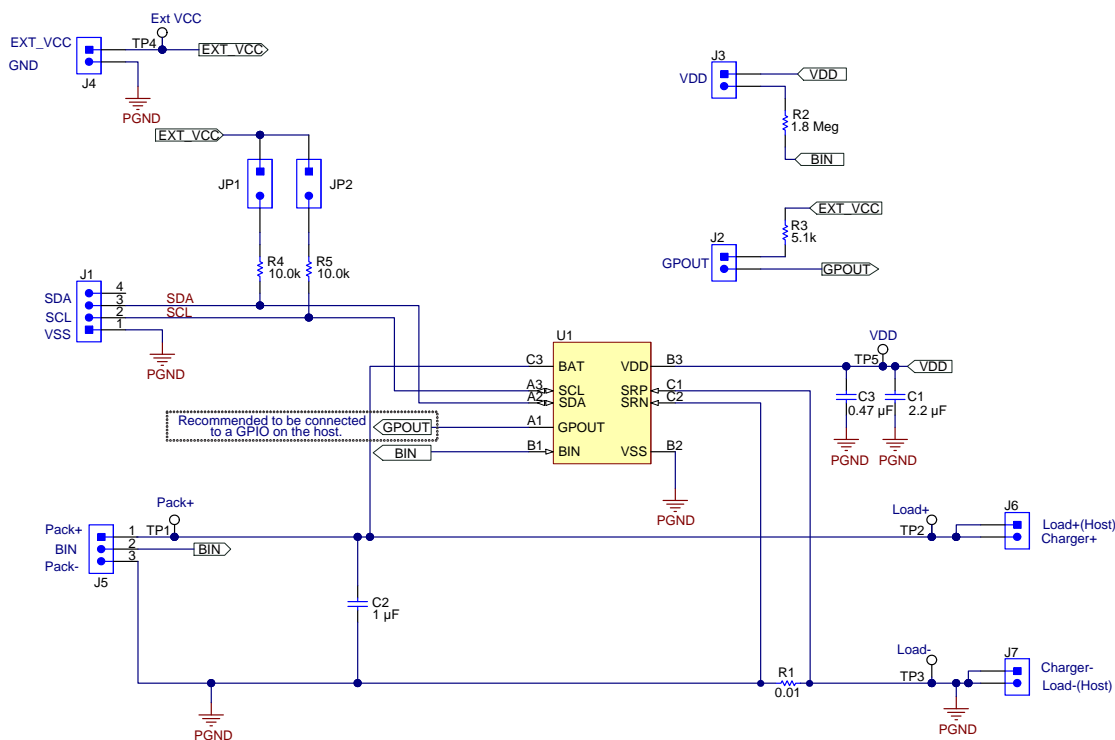 Ext VCC
EXT_VCC
TP4
EXT_VCC
GND
J4
PGND
EXT_VCC
JP1
JP2
R4
10.0k
R5
10.0k
J1
SDA
SCL
VSS
4
3
2
1
SDA
SCL
PGND
J3
VDD
VDD
R2
1.8 Meg
BIN
EXT_VCC
R3
5.1k
J2
GPOUT
GPOUT
U1
C3
BAT
VDD
B3
A3
SCL
SRP
C1
A2
SDA
SRN
C2
A1
GPOUT
B1
BIN
VSS
B2
PGND
Recommended to be connected
to a GPIO on the host.
GPOUT
BIN
VDD
TP5
VDD
C3
0.47 µF
C1
2.2 µF
PGND
PGND
Pack+
Pack+
1
TP1
BIN
2
BIN
Pack-
3
J5
C2
1 µF
Load+
TP2
J6
Load+(Host)
Charger+
R1
0.01
Load-
TP3
J7
Charger-
Load-(Host)
PGND
PGND